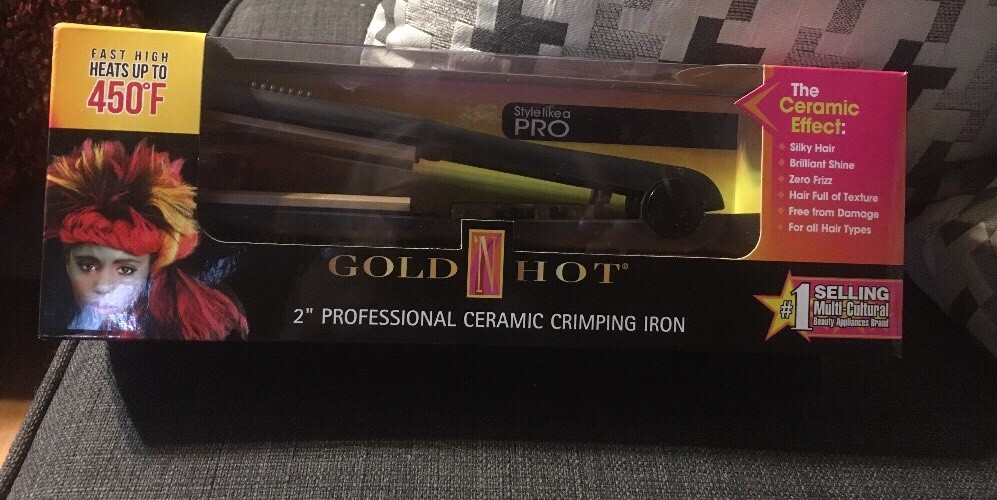 FAST HIGH
HEATS UP TO
450°F
Style like a
PRO
The
Ceramic
Effect:
Silky Hair
Brilliant Shine
Zero Frizz
Hair Full of Texture
Free from Damage
For all Hair Types
GOLD 'N HOT®
2" PROFESSIONAL CERAMIC CRIMPING IRON
#1 SELLING
Multi-Cultural
Beauty Appliances Brand